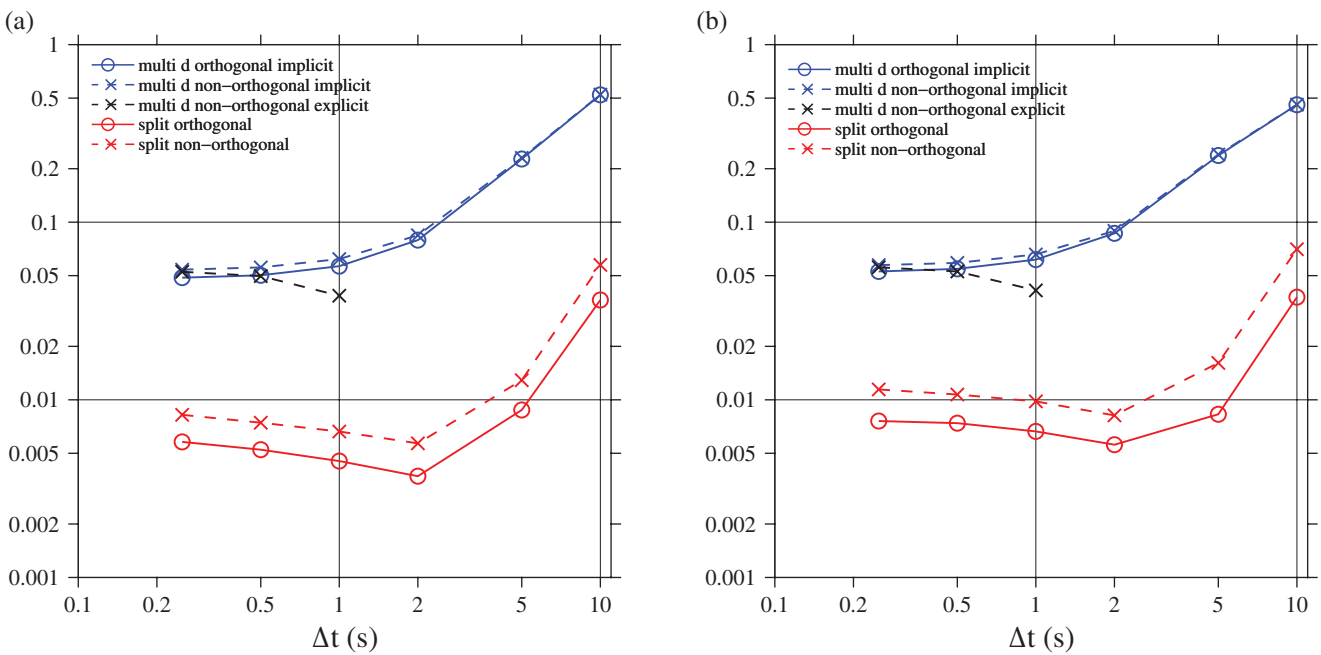 (a)
multi d orthogonal implicit
multi d non−orthogonal implicit
multi d non−orthogonal explicit
split orthogonal
split non−orthogonal
1
0.5
0.2
0.1
0.05
0.02
0.01
0.005
0.002
0.001
0.1 0.2 0.5 1 2 5 10
Δt (s)
(b)
multi d orthogonal implicit
multi d non−orthogonal implicit
multi d non−orthogonal explicit
split orthogonal
split non−orthogonal
1
0.5
0.2
0.1
0.05
0.02
0.01
0.005
0.002
0.001
0.1 0.2 0.5 1 2 5 10
Δt (s)